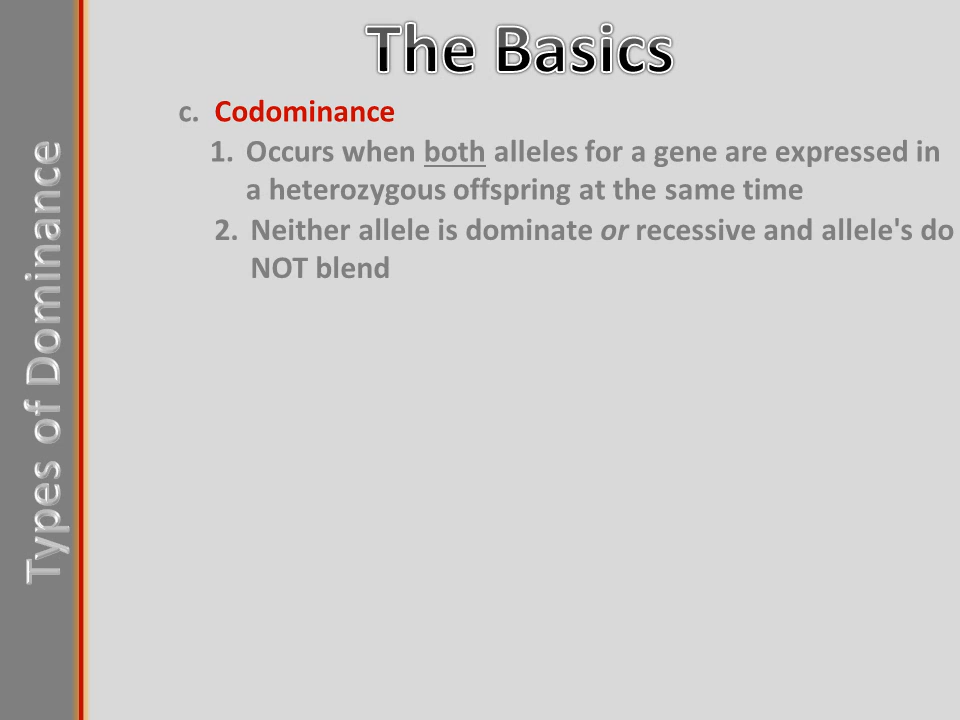 The Basics
Types of Dominance
c. Codominance
1. Occurs when both alleles for a gene are expressed in
a heterozygous offspring at the same time
2. Neither allele is dominate or recessive and allele's do
NOT blend